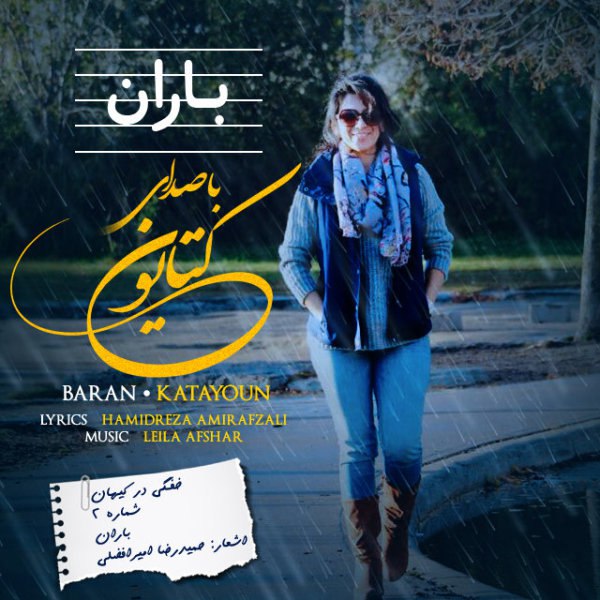 باران
با صدای
کتایون
BARAN • KATAYOUN
LYRICS HAMIDREZA AMIRAFZALI
MUSIC LEILA AFSHAR
خفگی در کیهان
شماره ۲
باران
اشعار: حمیدرضا امیرافضلی